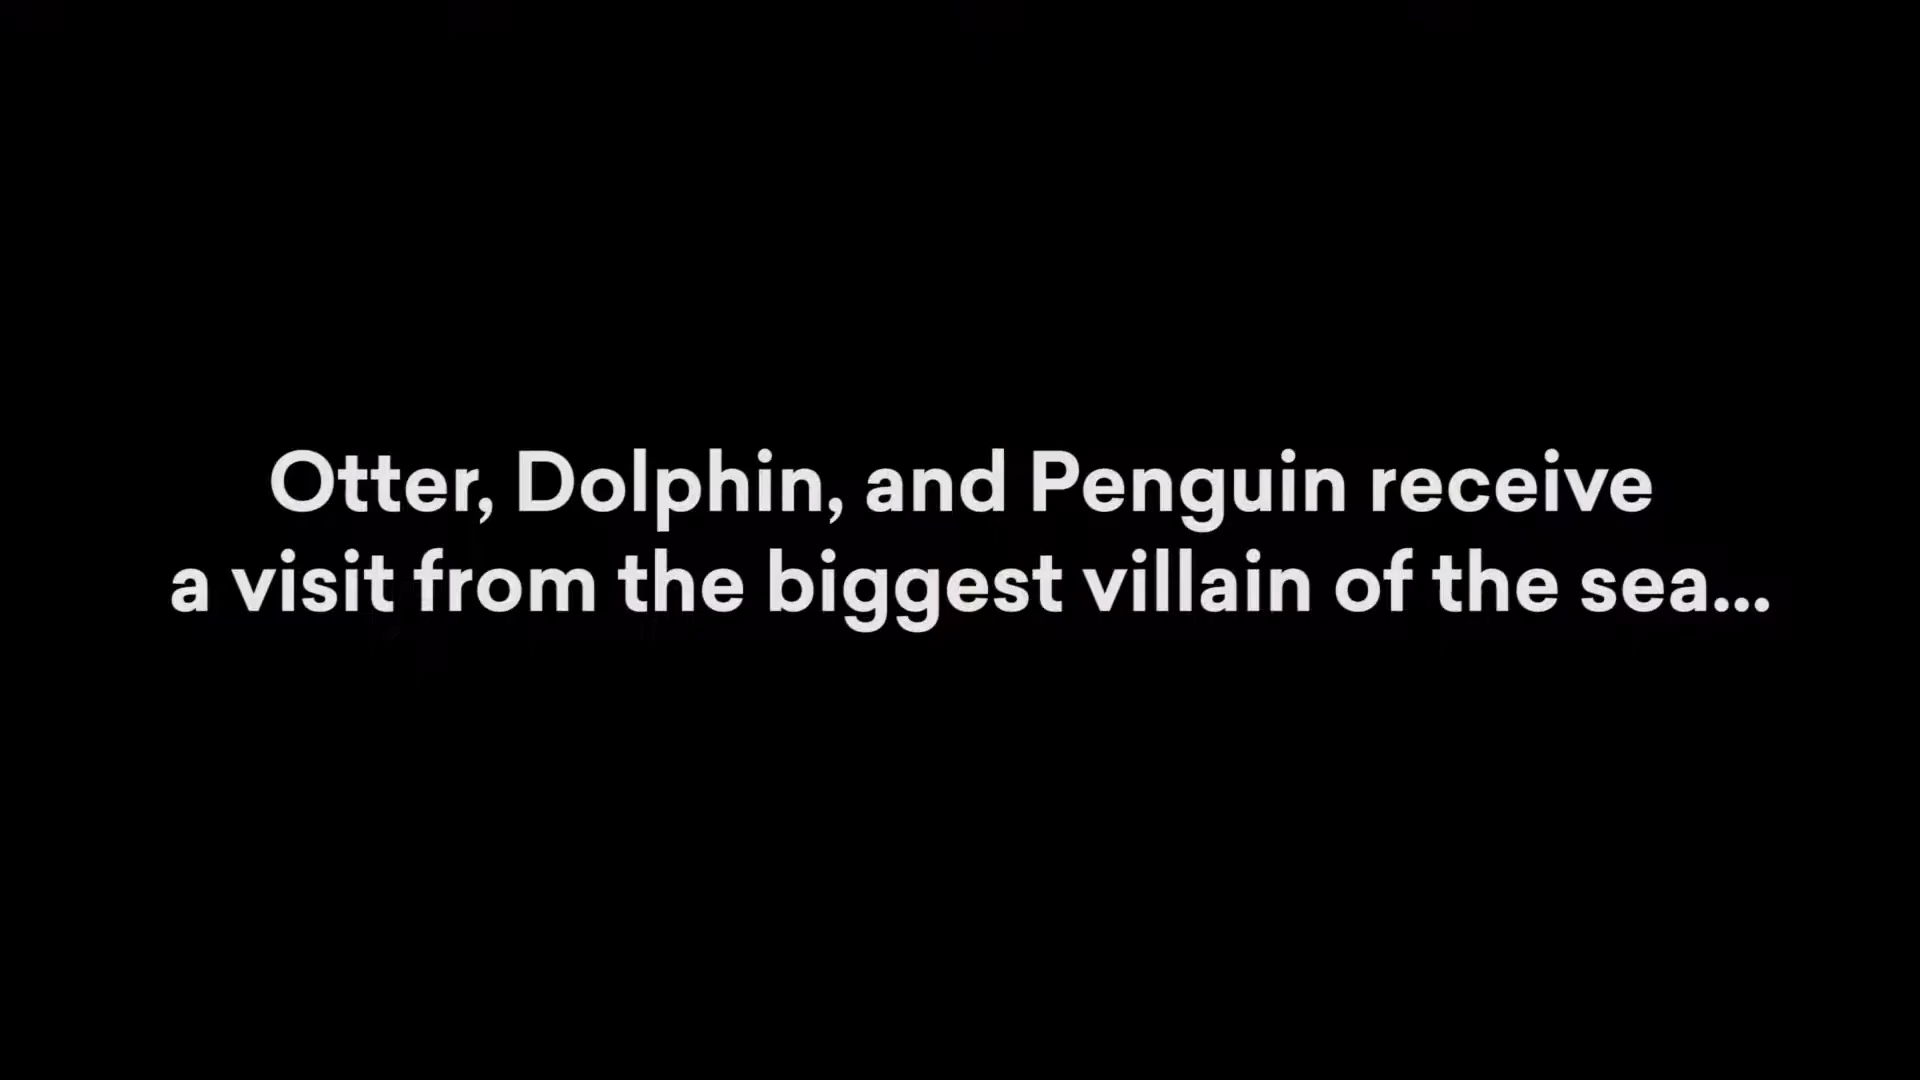 Otter, Dolphin, and Penguin receive
a visit from the biggest villain of the sea...